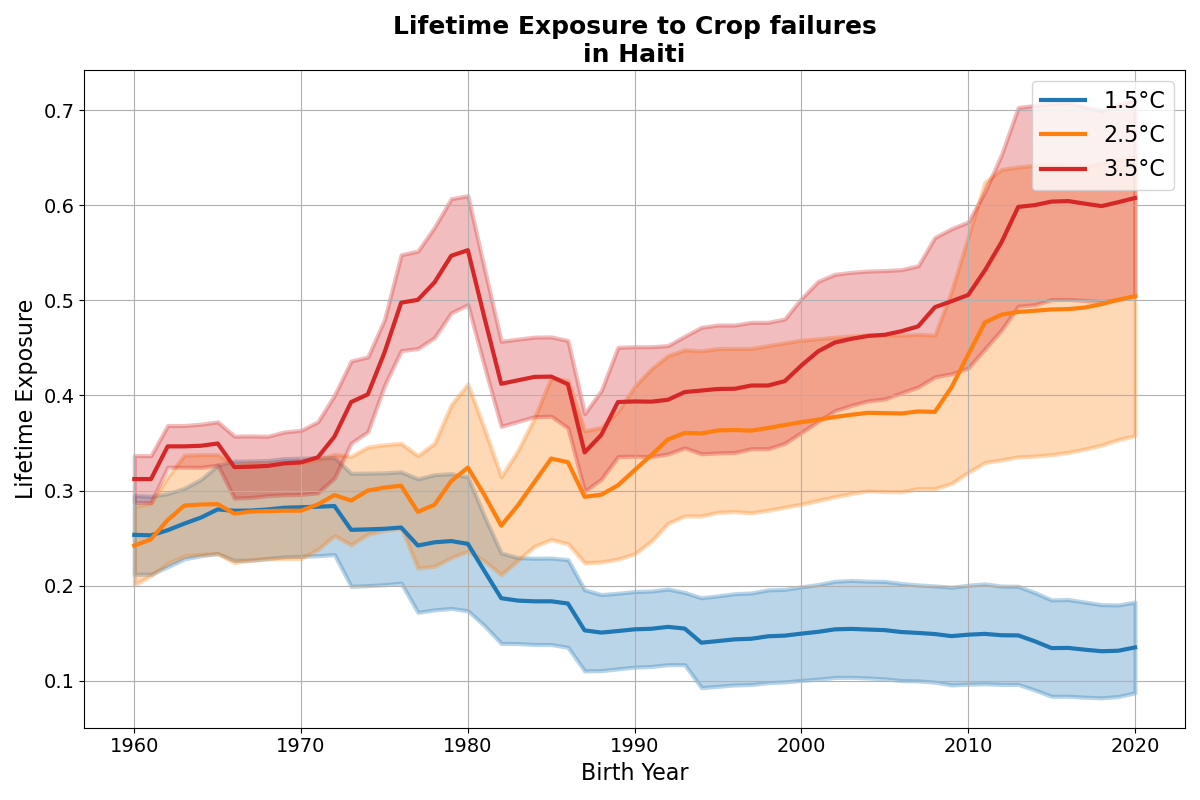 Lifetime Exposure to Crop failures
in Haiti
1.5°C
2.5°C
3.5°C
Lifetime Exposure
0.7
0.6
0.5
0.4
0.3
0.2
0.1
1960 1970 1980 1990 2000 2010 2020
Birth Year